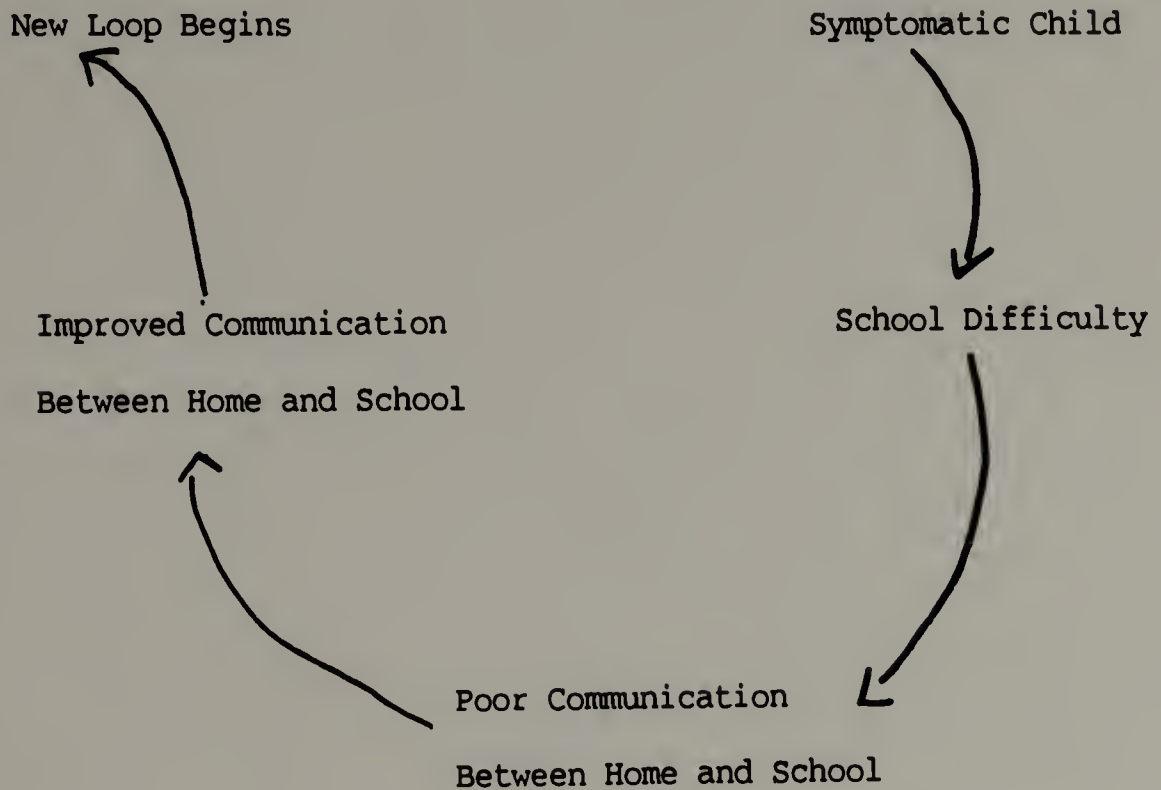 New Loop Begins
Symptomatic Child
Improved Communication
Between Home and School
School Difficulty
Poor Communication
Between Home and School